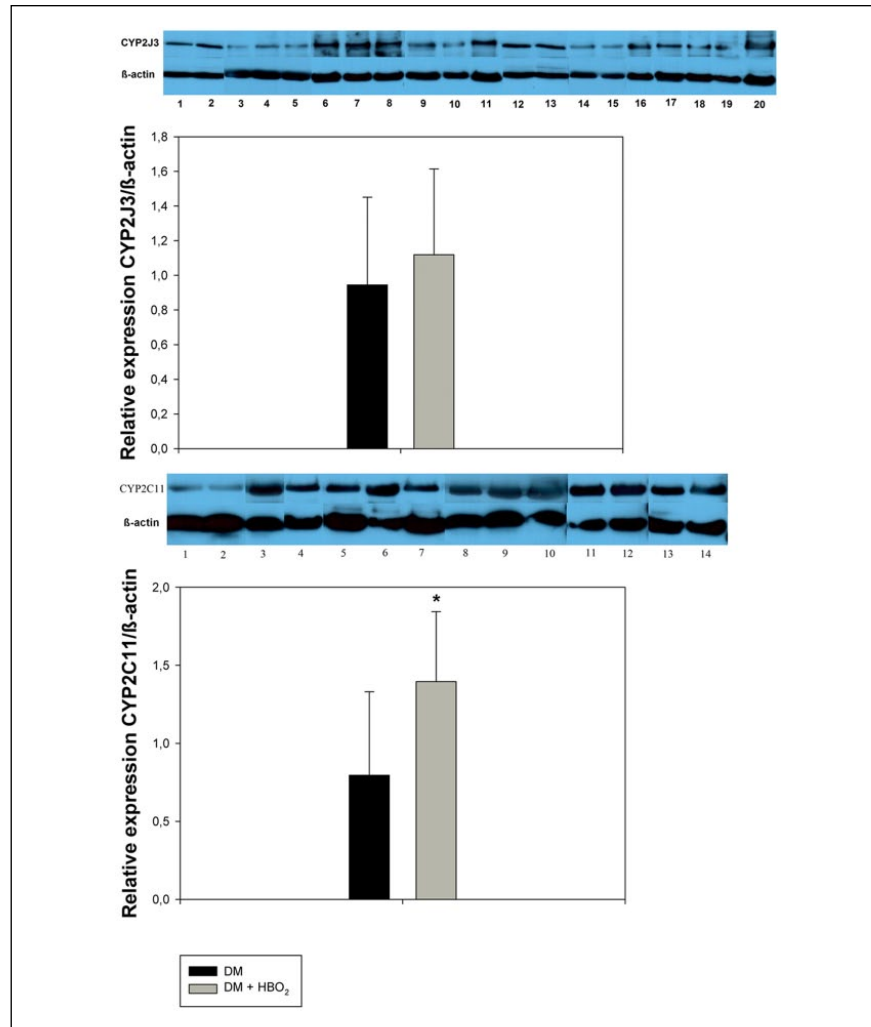 CYP2J3
ß-actin
1 2 3 4 5 6 7 8 9 10 11 12 13 14 15 16 17 18 19 20
Relative expression CYP2J3/ß-actin
1,8
1,6
1,4
1,2
1,0
0,8
0,6
0,4
0,2
0,0
CYP2C11
ß-actin
1 2 3 4 5 6 7 8 9 10 11 12 13 14
Relative expression CYP2C11/ß-actin
2,0
*
1,5
1,0
0,5
0,0
DM
DM + HBO₂